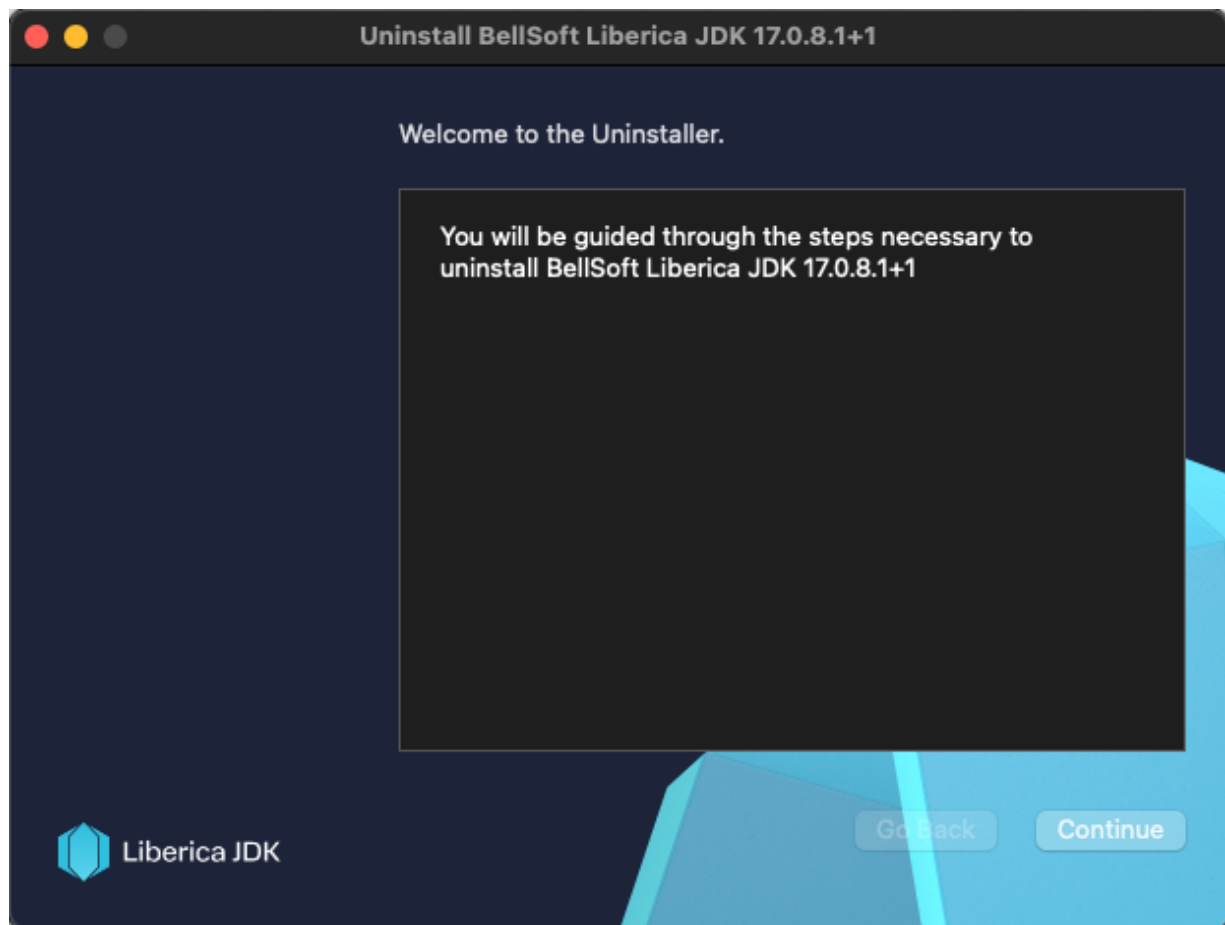 Uninstall BellSoft Liberica JDK 17.0.8.1+1
Welcome to the Uninstaller.
You will be guided through the steps necessary to
uninstall BellSoft Liberica JDK 17.0.8.1+1
Go Back
Continue
Liberica JDK